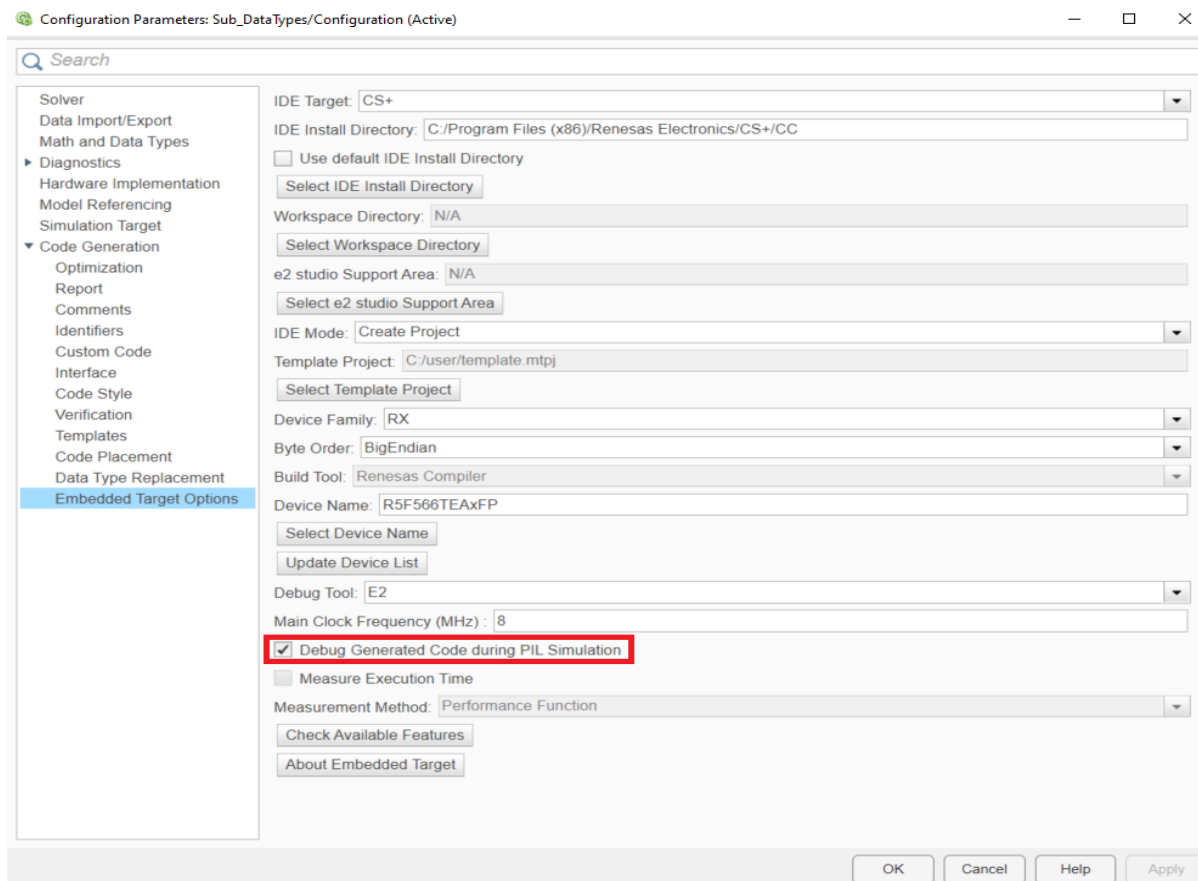 Configuration Parameters: Sub_DataTypes/Configuration (Active)
Search
Solver
Data Import/Export
Math and Data Types
Diagnostics
Hardware Implementation
Model Referencing
Simulation Target
Code Generation
Optimization
Report
Comments
Identifiers
Custom Code
Interface
Code Style
Verification
Templates
Code Placement
Data Type Replacement
Embedded Target Options
IDE Target: CS+
IDE Install Directory: C:/Program Files (x86)/Renesas Electronics/CS+/CC
Use default IDE Install Directory
Select IDE Install Directory
Workspace Directory: N/A
Select Workspace Directory
e2 studio Support Area: N/A
Select e2 studio Support Area
IDE Mode: Create Project
Template Project: C:/user/template.mtpj
Select Template Project
Device Family: RX
Byte Order: BigEndian
Build Tool: Renesas Compiler
Device Name: R5F566TEAxFP
Select Device Name
Update Device List
Debug Tool: E2
Main Clock Frequency (MHz) : 8
Debug Generated Code during PIL Simulation
Measure Execution Time
Measurement Method: Performance Function
Check Available Features
About Embedded Target
OK Cancel Help Apply